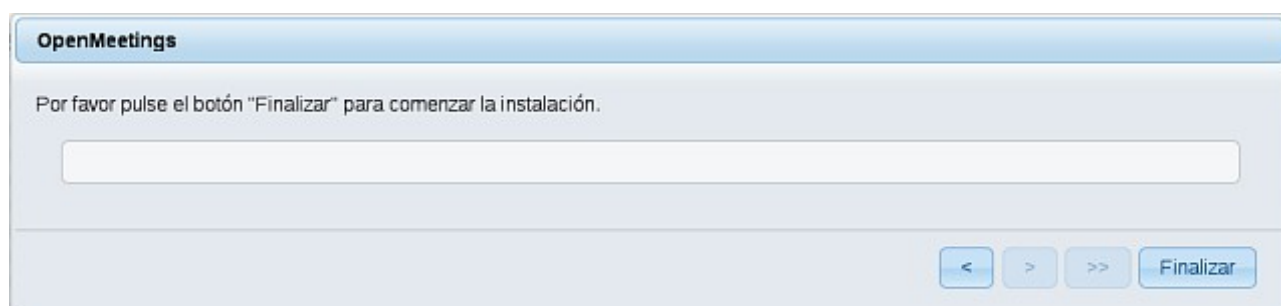 OpenMeetings
Por favor pulse el botón "Finalizar" para comenzar la instalación.
< > >> Finalizar